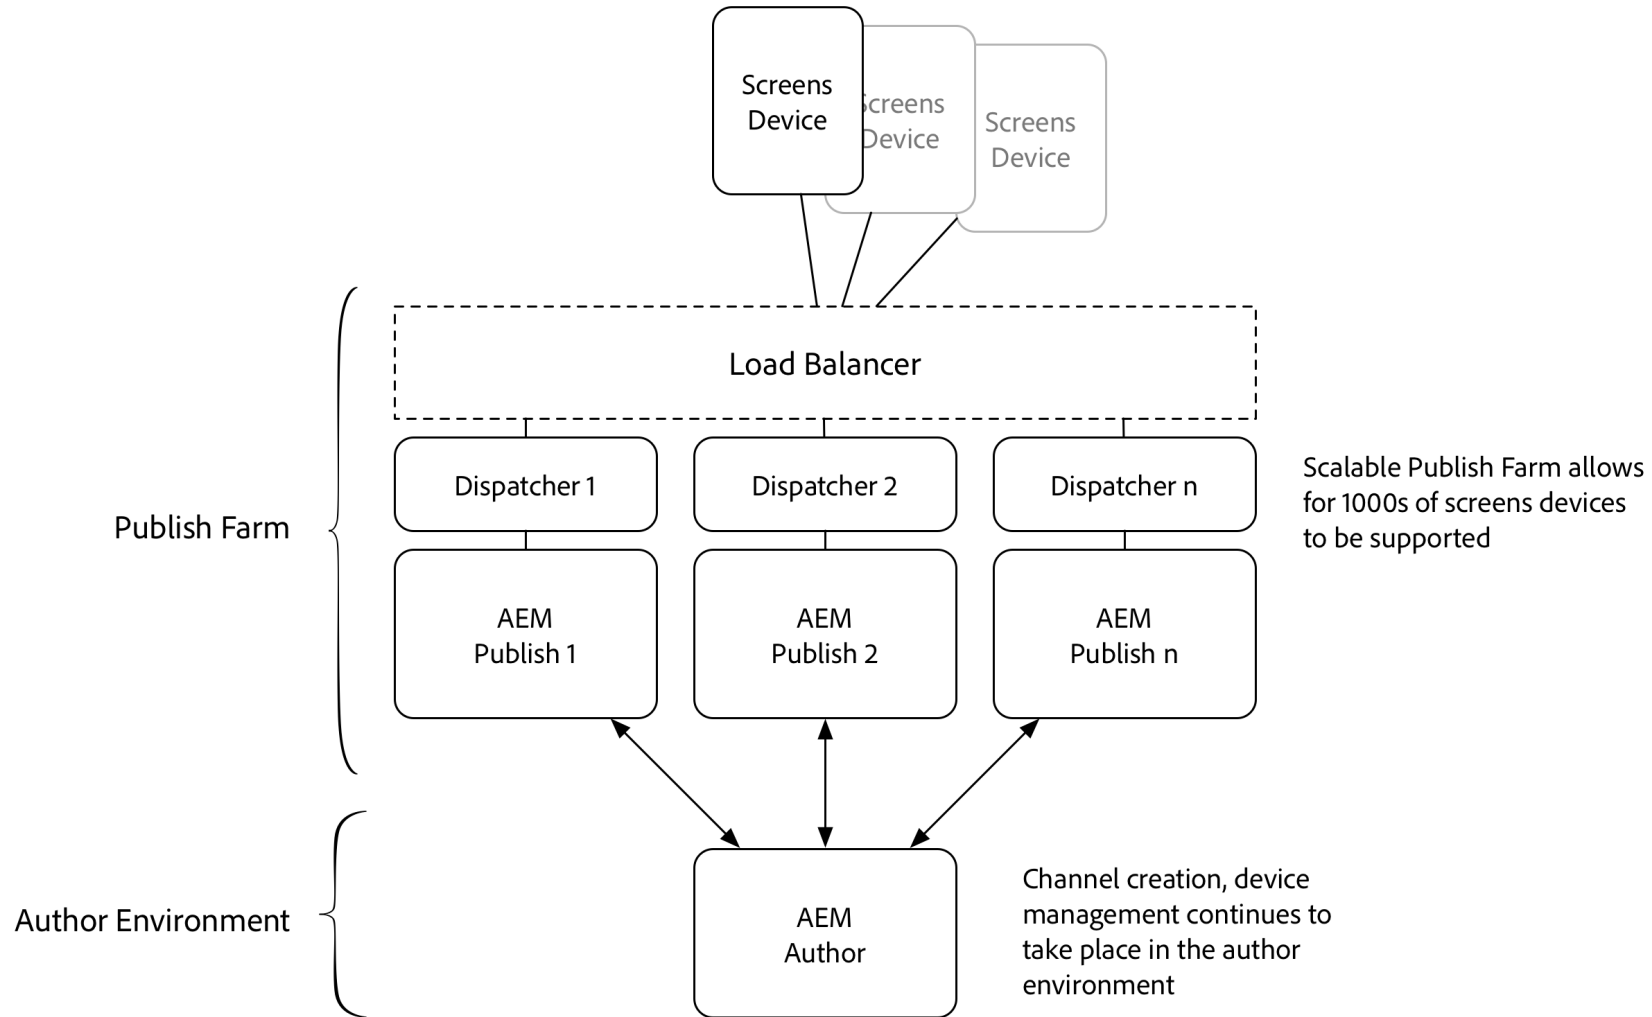 Screens
Device
Screens
Device
Screens
Device
Load Balancer
Dispatcher 1
Dispatcher 2
Dispatcher n
Scalable Publish Farm allows
for 1000s of screens devices
to be supported
Publish Farm
AEM
Publish 1
AEM
Publish 2
AEM
Publish n
Author Environment
AEM
Author
Channel creation, device
management continues to
take place in the author
environment